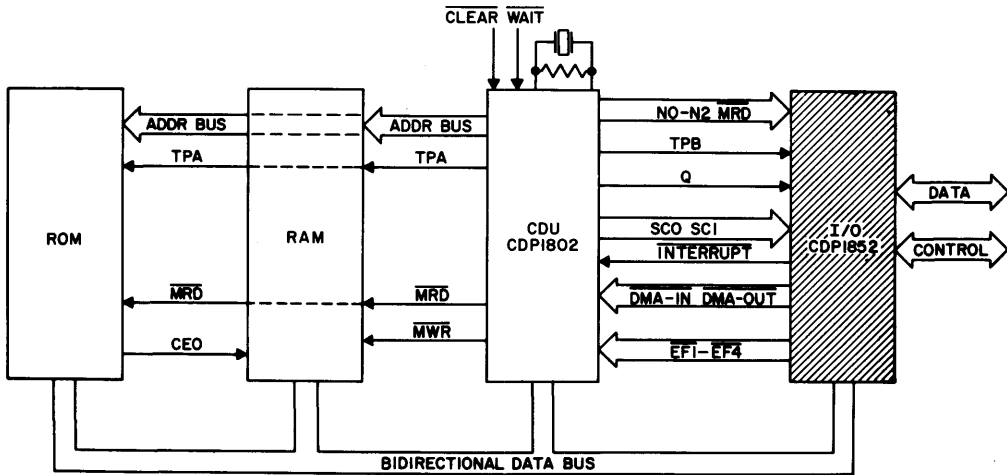 CLEAR WAIT
ADDR BUS
ADDR BUS
NO-N2 MRD
TPA
TPA
TPB
Q
DATA
ROM
RAM
CDU
CDP1802
SCO SCI
I/O
CDP1852
INTERRUPT
CONTROL
MRD
MRD
DMA-IN DMA-OUT
MWR
CEO
EF1-EF4
BIDIRECTIONAL DATA BUS